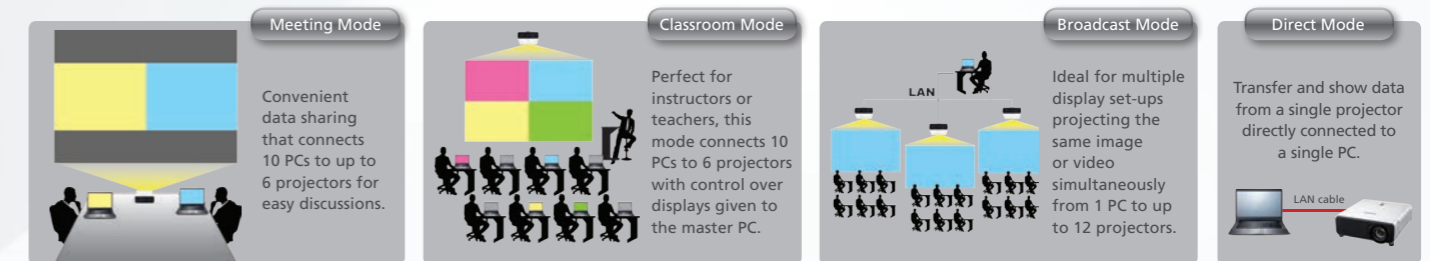 Meeting Mode
Convenient
data sharing
that connects
10 PCs to up to
6 projectors for
easy discussions.
Classroom Mode
Perfect for
instructors or
teachers, this
mode connects 10
PCs to 6 projectors
with control over
displays given to
the master PC.
Broadcast Mode
LAN
Ideal for multiple
display set-ups
projecting the
same image
or video
simultaneously
from 1 PC to up
to 12 projectors.
Direct Mode
Transfer and show data
from a single projector
directly connected to
a single PC.
LAN cable